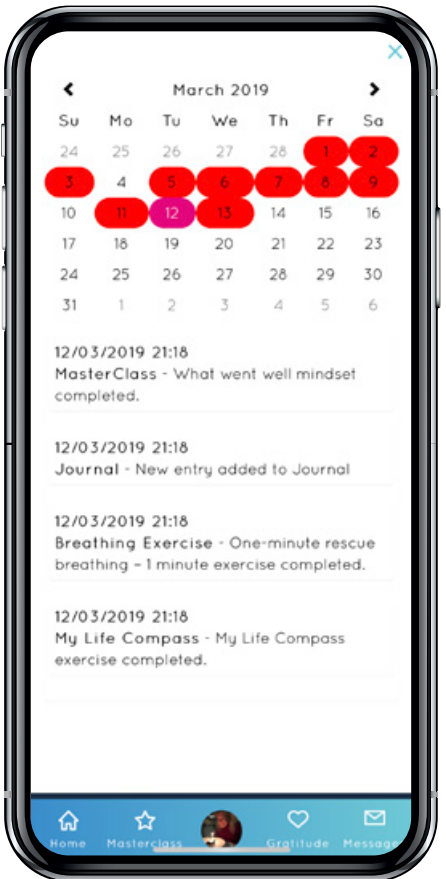 March 2019
Su Mo Tu We Th Fr Sa
24 25 26 27 28 1 2
3 4 5 6 7 8 9
10 11 12 13 14 15 16
17 18 19 20 21 22 23
24 25 26 27 28 29 30
31 1 2 3 4 5 6
12/03/2019 21:18
MasterClass - What went well mindset
completed.
12/03/2019 21:18
Journal - New entry added to Journal
12/03/2019 21:18
Breathing Exercise - One-minute rescue
breathing – 1 minute exercise completed.
12/03/2019 21:18
My Life Compass - My Life Compass
exercise completed.
Home Masterclass Gratitude Message